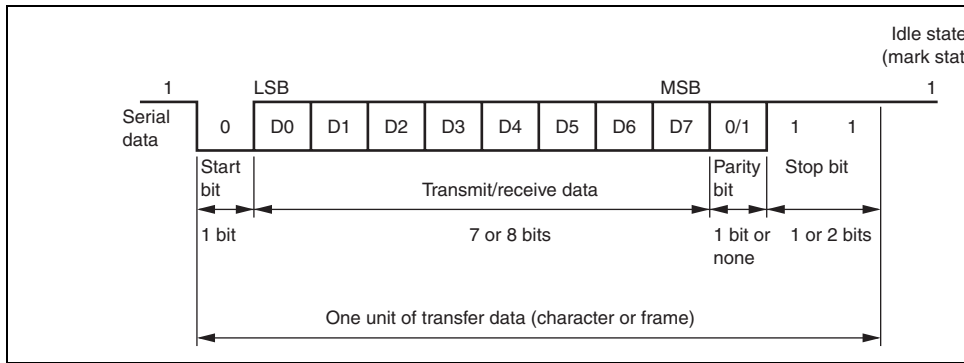 Idle state
(mark stat
1 LSB MSB 1
Serial data 0 D0 D1 D2 D3 D4 D5 D6 D7 0/1 1 1
Start bit Transmit/receive data Parity bit Stop bit
1 bit 7 or 8 bits 1 bit or none 1 or 2 bits
One unit of transfer data (character or frame)